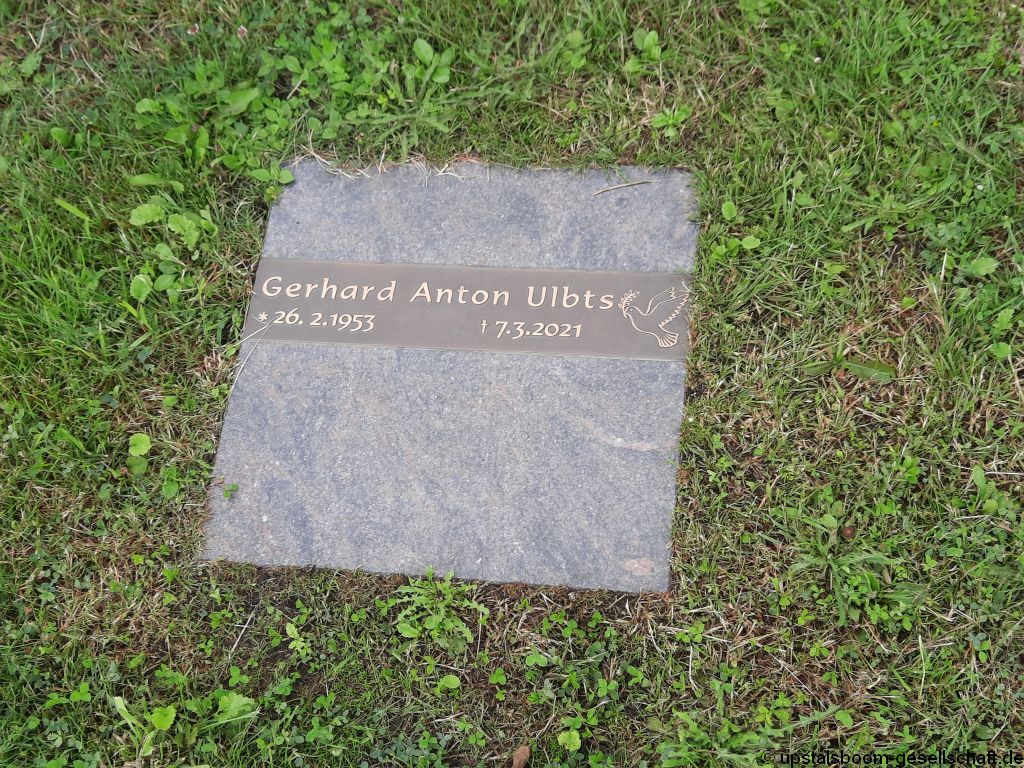 Gerhard Anton Ulbts
* 26. 2. 1953 † 7.3.2021
© upstalsboom-gesellschaft.de